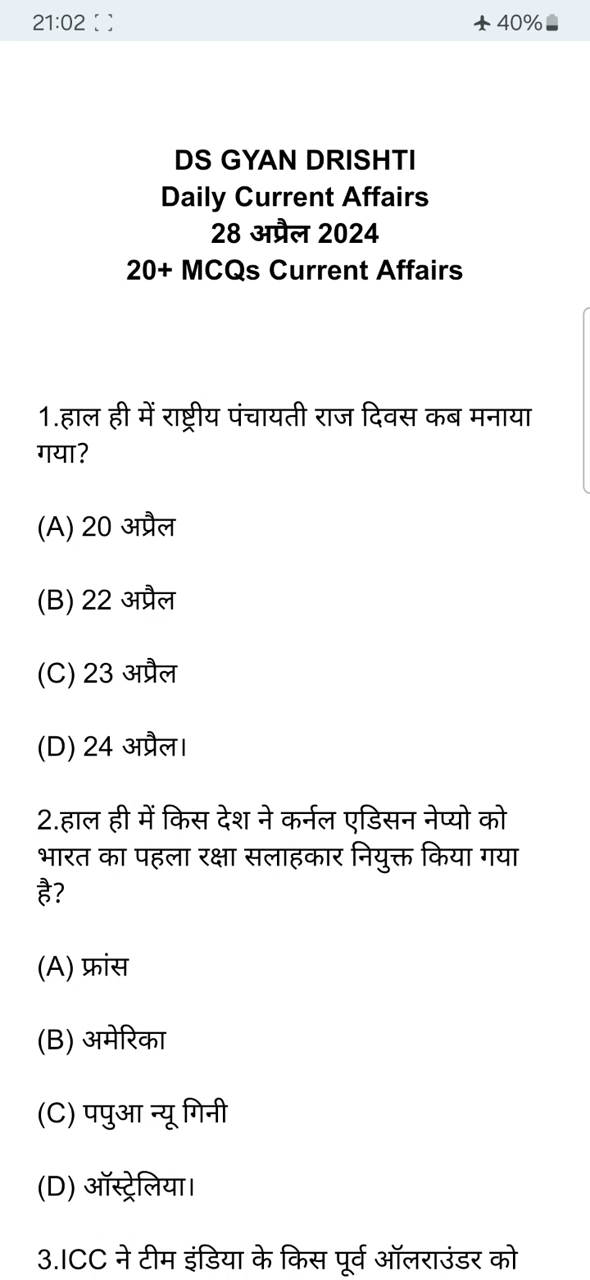 21:02
40%
DS GYAN DRISHTI
Daily Current Affairs
28 अप्रैल 2024
20+ MCQs Current Affairs
1.हाल ही में राष्ट्रीय पंचायती राज दिवस कब मनाया
गया?
(A) 20 अप्रैल
(B) 22 अप्रैल
(C) 23 अप्रैल
(D) 24 अप्रैल।
2.हाल ही में किस देश ने कर्नल एडिसन नेप्यो को
भारत का पहला रक्षा सलाहकार नियुक्त किया गया
है?
(A) फ्रांस
(B) अमेरिका
(C) पपुआ न्यू गिनी
(D) ऑस्ट्रेलिया।
3.ICC ने टीम इंडिया के किस पूर्व ऑलराउंडर को